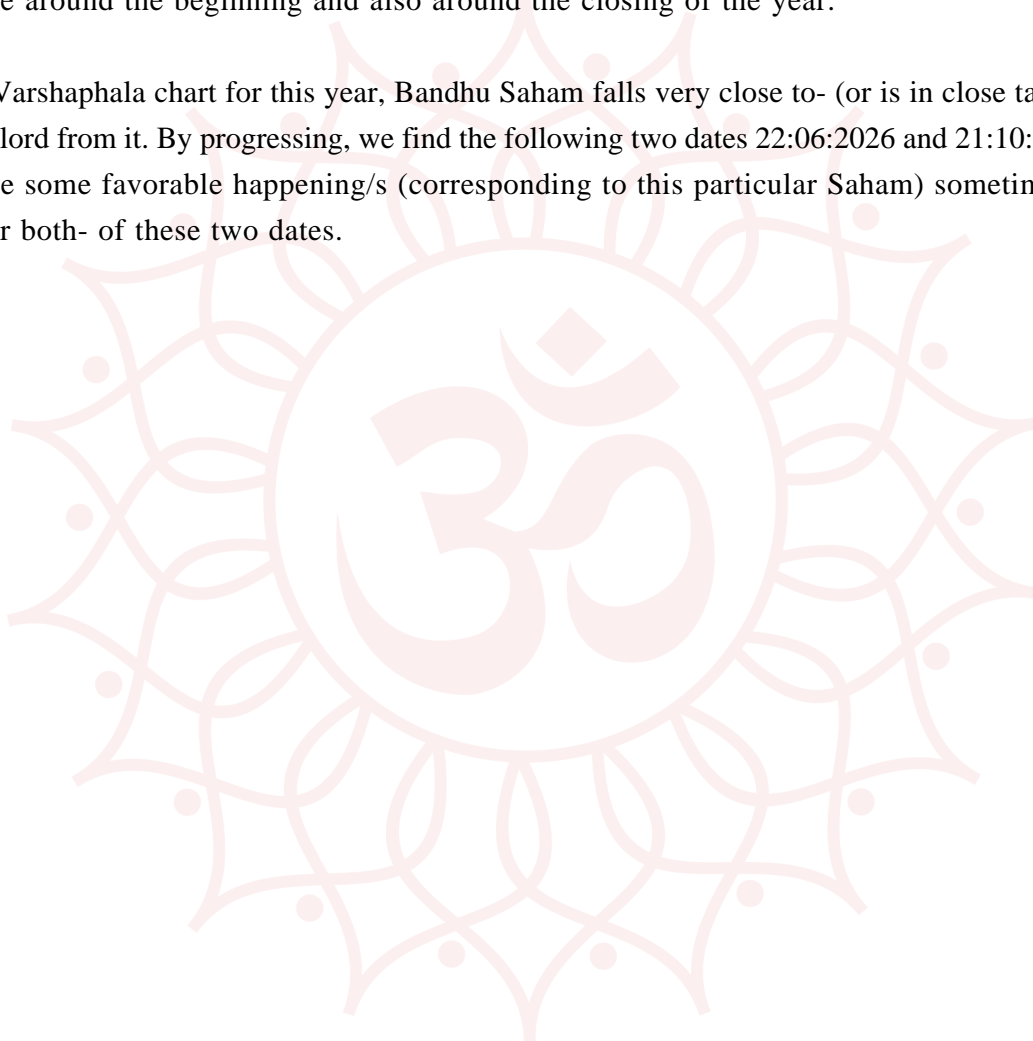 e around the beginning and also around the closing of the year.
Varshaphala chart for this year, Bandhu Saham falls very close to- (or is in close ta
lord from it. By progressing, we find the following two dates 22:06:2026 and 21:10:
e some favorable happening/s (corresponding to this particular Saham) sometin
r both- of these two dates.
ॐ